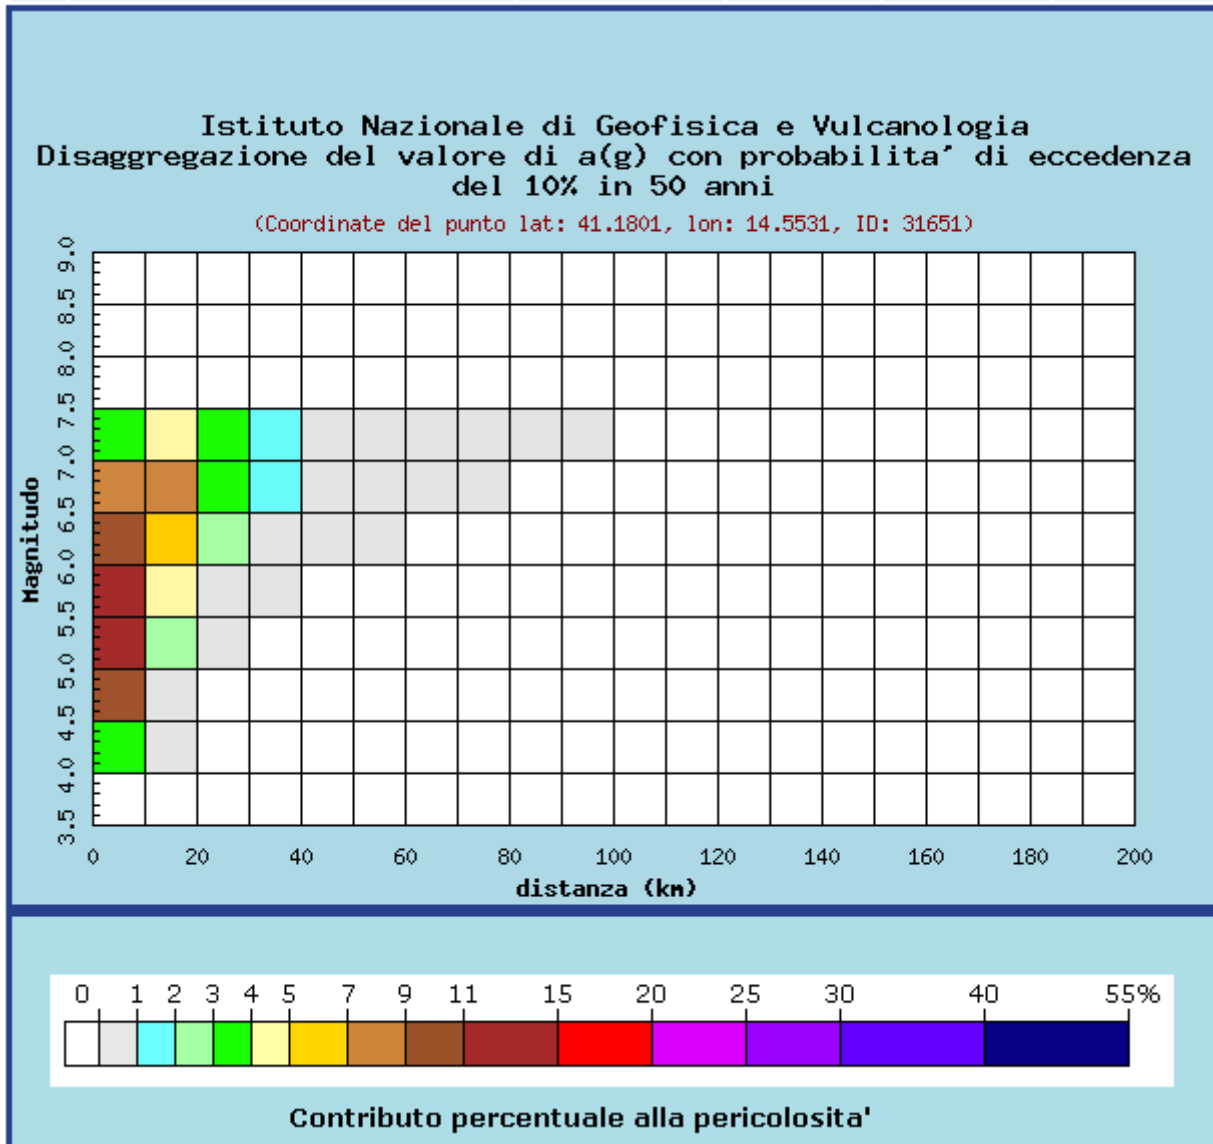 Istituto Nazionale di Geofisica e Vulcanologia
Disaggregazione del valore di a(g) con probabilita' di eccedenza
del 10% in 50 anni
(Coordinate del punto lat: 41.1801, lon: 14.5531, ID: 31651)
9.0
8.5
8.0
7.5
7.0
6.5
6.0
5.5
5.0
4.5
4.0
3.5
Magnitudo
0 20 40 60 80 100 120 140 160 180 200
distanza (km)
0 1 2 3 4 5 7 9 11 15 20 25 30 40 55%
Contributo percentuale alla pericolosita'